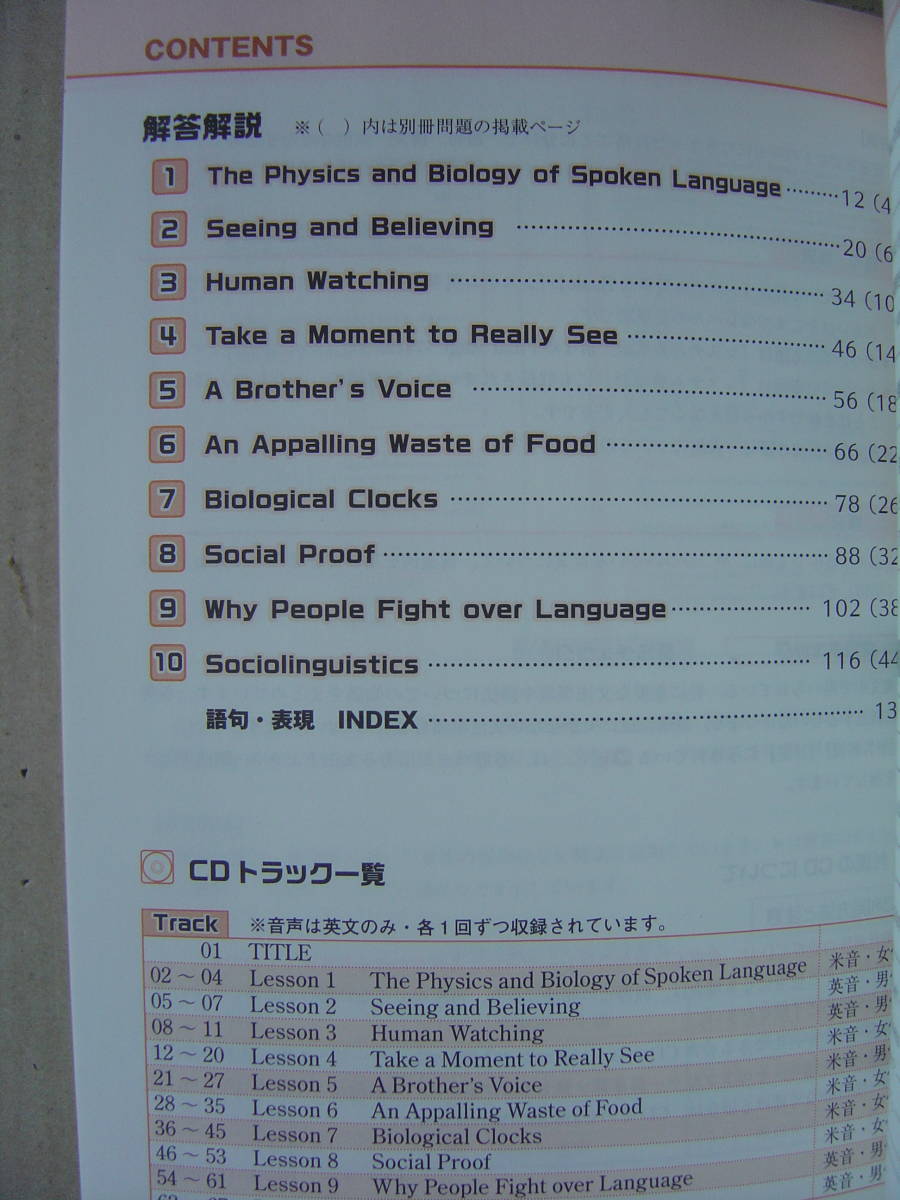 CONTENTS
解答解説 ※( )内は別冊問題の掲載ページ
1 The Physics and Biology of Spoken Language ········· 12 (4
2 Seeing and Believing ········· 20 (6
3 Human Watching ········· 34 (10
4 Take a Moment to Really See ········· 46 (14
5 A Brother's Voice ········· 56 (18
6 An Appalling Waste of Food ········· 66 (22
7 Biological Clocks ········· 78 (26
8 Social Proof ········· 88 (32
9 Why People Fight over Language ········· 102 (38
10 Sociolinguistics ········· 116 (44
語句・表現 INDEX ········· 13
CDトラック一覧
Track ※音声は英文のみ・各1回ずつ収録されています。
01 TITLE 米音・女
02～04 Lesson 1 The Physics and Biology of Spoken Language 英音・男
05～07 Lesson 2 Seeing and Believing 英音・男
08～11 Lesson 3 Human Watching 米音・女
12～20 Lesson 4 Take a Moment to Really See 米音・男
21～27 Lesson 5 A Brother's Voice 米音・女
28～35 Lesson 6 An Appalling Waste of Food 米音・女
36～45 Lesson 7 Biological Clocks 米音・女
46～53 Lesson 8 Social Proof 英音・男
54～61 Lesson 9 Why People Fight over Language 英音・男